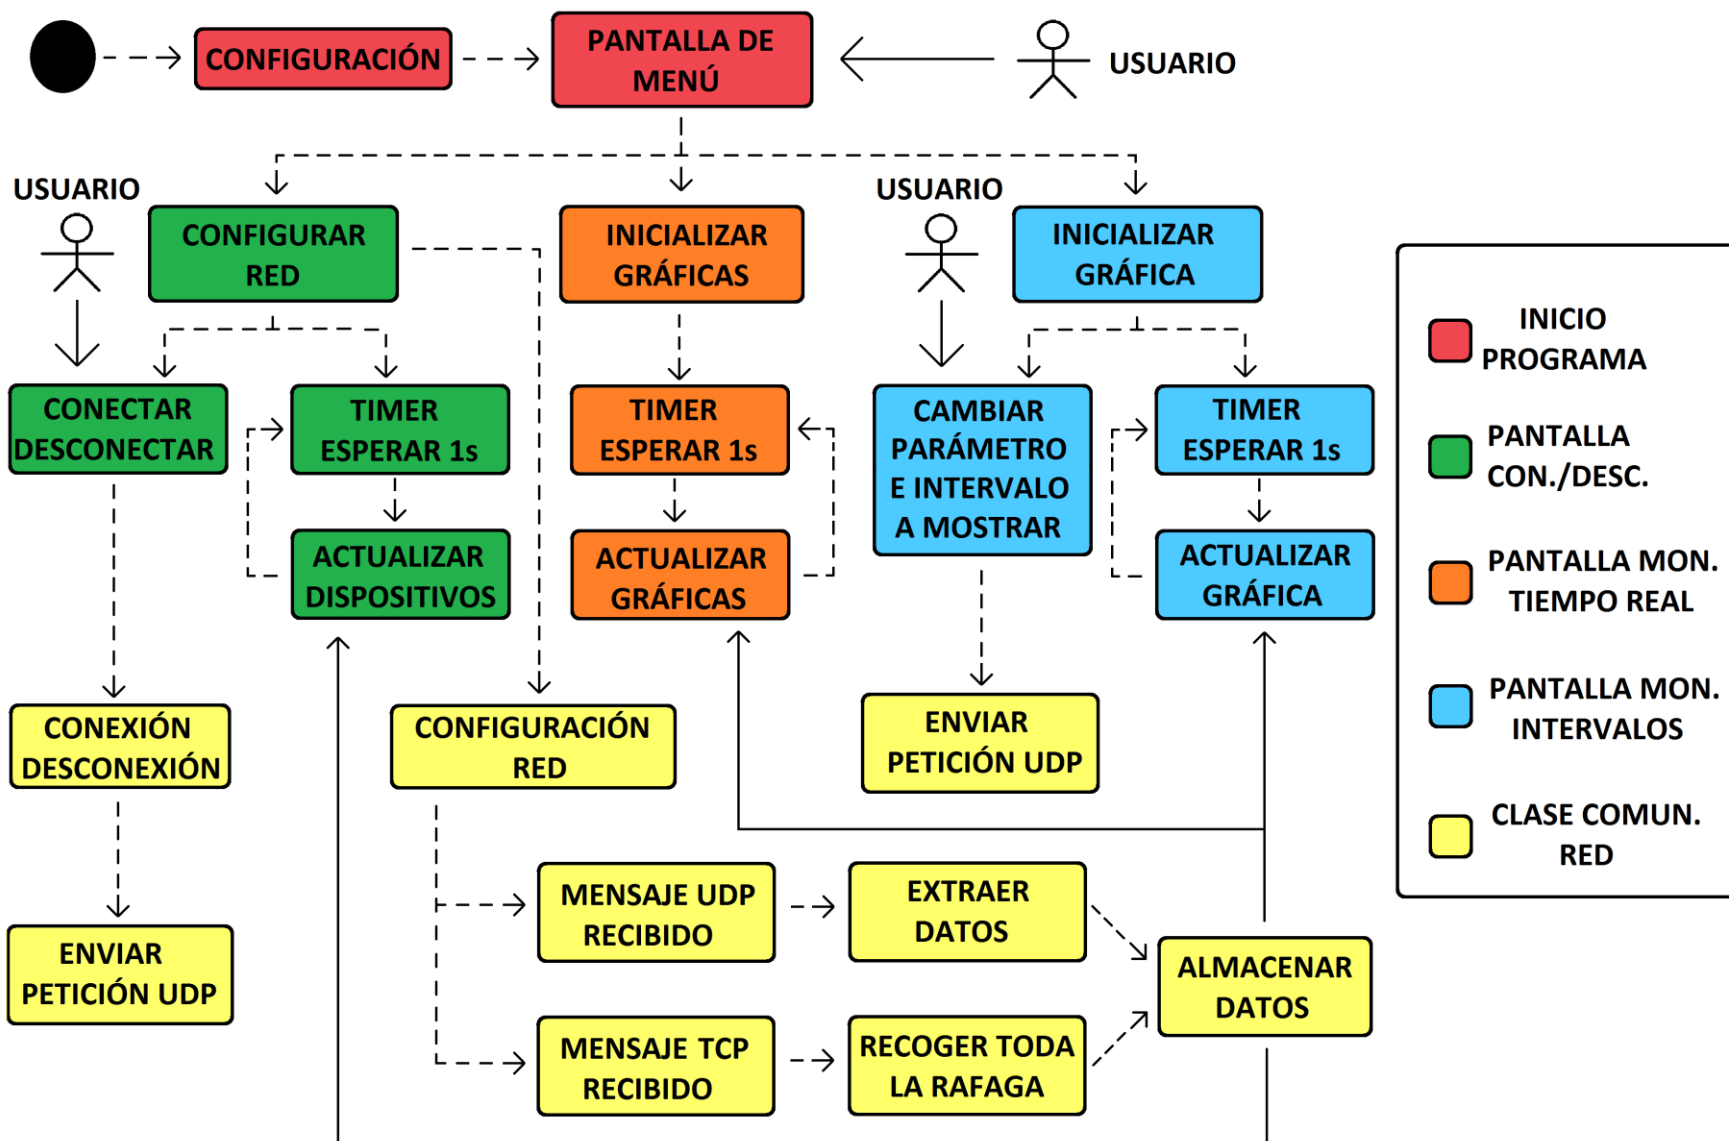 CONFIGURACIÓN
PANTALLA DE
MENÚ
USUARIO
USUARIO
CONFIGURAR
RED
INICIALIZAR
GRÁFICAS
USUARIO
INICIALIZAR
GRÁFICA
CONECTAR
DESCONECTAR
TIMER
ESPERAR 1s
TIMER
ESPERAR 1s
CAMBIAR
PARÁMETRO
E INTERVALO
A MOSTRAR
TIMER
ESPERAR 1s
ACTUALIZAR
DISPOSITIVOS
ACTUALIZAR
GRÁFICAS
ACTUALIZAR
GRÁFICA
CONEXIÓN
DESCONEXIÓN
CONFIGURACIÓN
RED
ENVIAR
PETICIÓN UDP
ENVIAR
PETICIÓN UDP
MENSAJE UDP
RECIBIDO
EXTRAER
DATOS
ALMACENAR
DATOS
MENSAJE TCP
RECIBIDO
RECOGER TODA
LA RAFAGA
INICIO
PROGRAMA
PANTALLA
CON./DESC.
PANTALLA MON.
TIEMPO REAL
PANTALLA MON.
INTERVALOS
CLASE COMUN.
RED